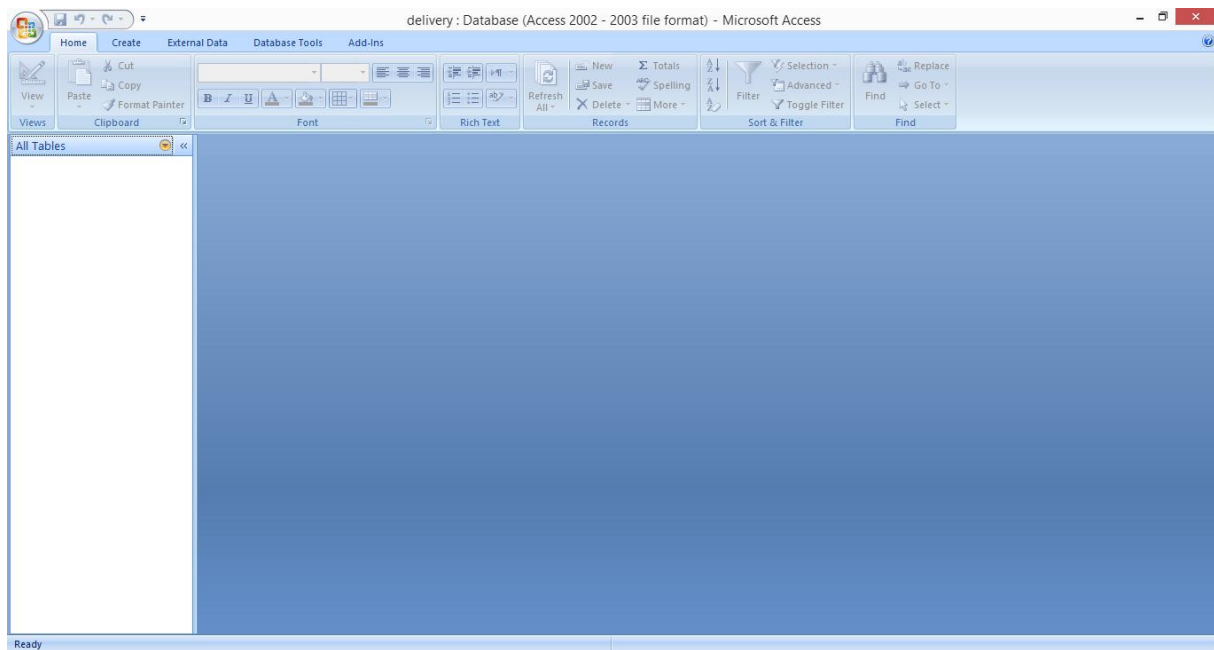 delivery : Database (Access 2002 - 2003 file format) - Microsoft Access
Home Create External Data Database Tools Add-Ins
View
Views
Paste
Cut
Copy
Format Painter
Clipboard
B I U A
Font
Rich Text
Refresh All
New
Save
Delete
Σ Totals
Spelling
More
Records
Filter
Selection
Advanced
Toggle Filter
Sort & Filter
Find
Replace
Go To
Select
Find
All Tables
Ready